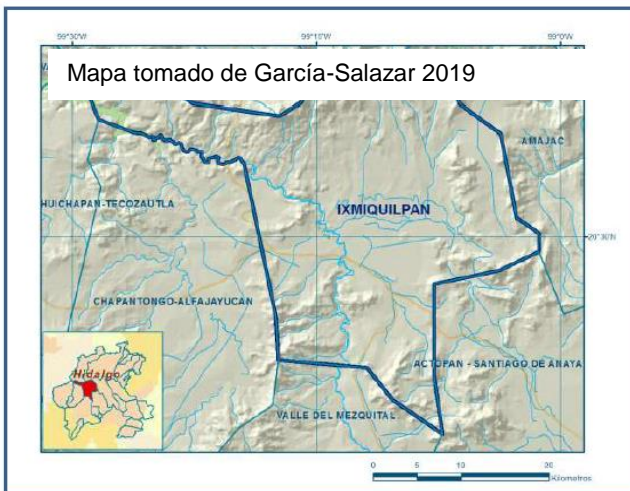 99°30'W 99°15'W 99°0'W
Mapa tomado de García-Salazar 2019
AMAJAC
HUICHAPAN-TECOZAUTLA
IXMIQUILPAN
20°30'N
CHAPANTONGO-ALFAJAYUCAN
Hidalgo
ACTOPAN - SANTIAGO DE ANAYA
VALLE DEL MEZQUITAL
0 5 10 20
Kilometros